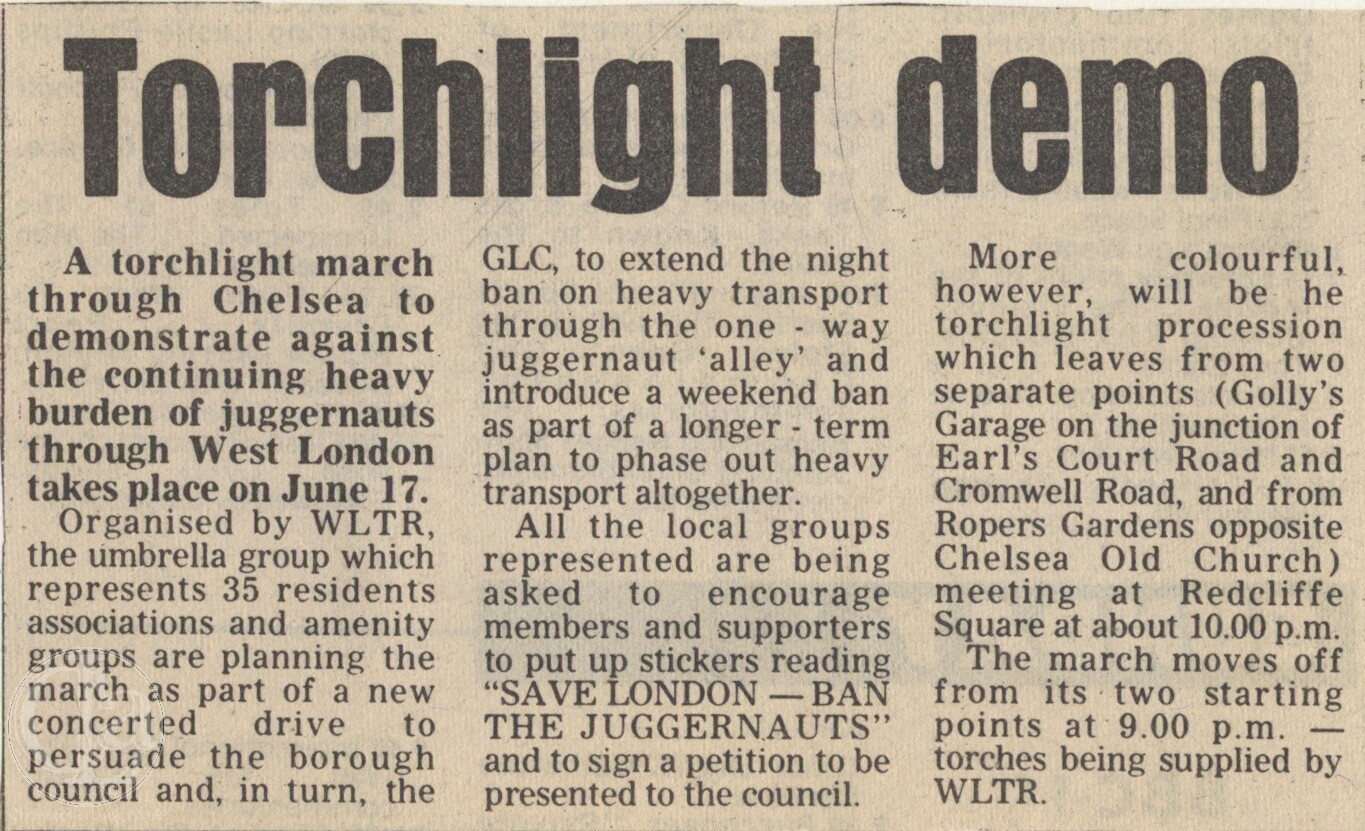 Torchlight demo
A torchlight march
through Chelsea to
demonstrate against
the continuing heavy
burden of juggernauts
through West London
takes place on June 17.
Organised by WLTR,
the umbrella group which
represents 35 residents
associations and amenity
groups are planning the
march as part of a new
concerted drive to
persuade the borough
council and, in turn, the
GLC, to extend the night
ban on heavy transport
through the one - way
juggernaut ‘alley’ and
introduce a weekend ban
as part of a longer - term
plan to phase out heavy
transport altogether.
All the local groups
represented are being
asked to encourage
members and supporters
to put up stickers reading
“SAVE LONDON — BAN
THE JUGGERNAUTS”
and to sign a petition to be
presented to the council.
More colourful,
however, will be he
torchlight procession
which leaves from two
separate points (Golly's
Garage on the junction of
Earl's Court Road and
Cromwell Road, and from
Ropers Gardens opposite
Chelsea Old Church)
meeting at Redcliffe
Square at about 10.00 p.m.
The march moves off
from its two starting
points at 9.00 p.m. —
torches being supplied by
WLTR.